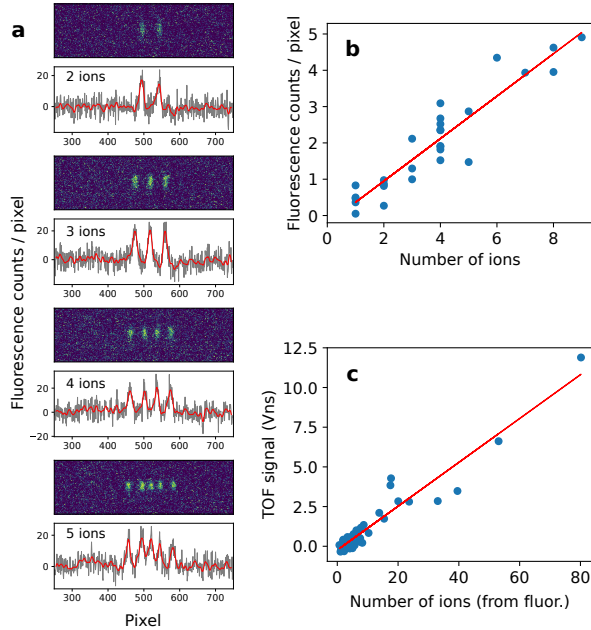 a
Fluorescence counts / pixel
2 ions
20
0
300 400 500 600 700
3 ions
20
0
300 400 500 600 700
4 ions
20
0
−20
300 400 500 600 700
5 ions
20
0
300 400 500 600 700
Pixel
b
Fluorescence counts / pixel
5
4
3
2
1
0
0 2 4 6 8
Number of ions
c
TOF signal (Vns)
12.5
10.0
7.5
5.0
2.5
0.0
0 20 40 60 80
Number of ions (from fluor.)